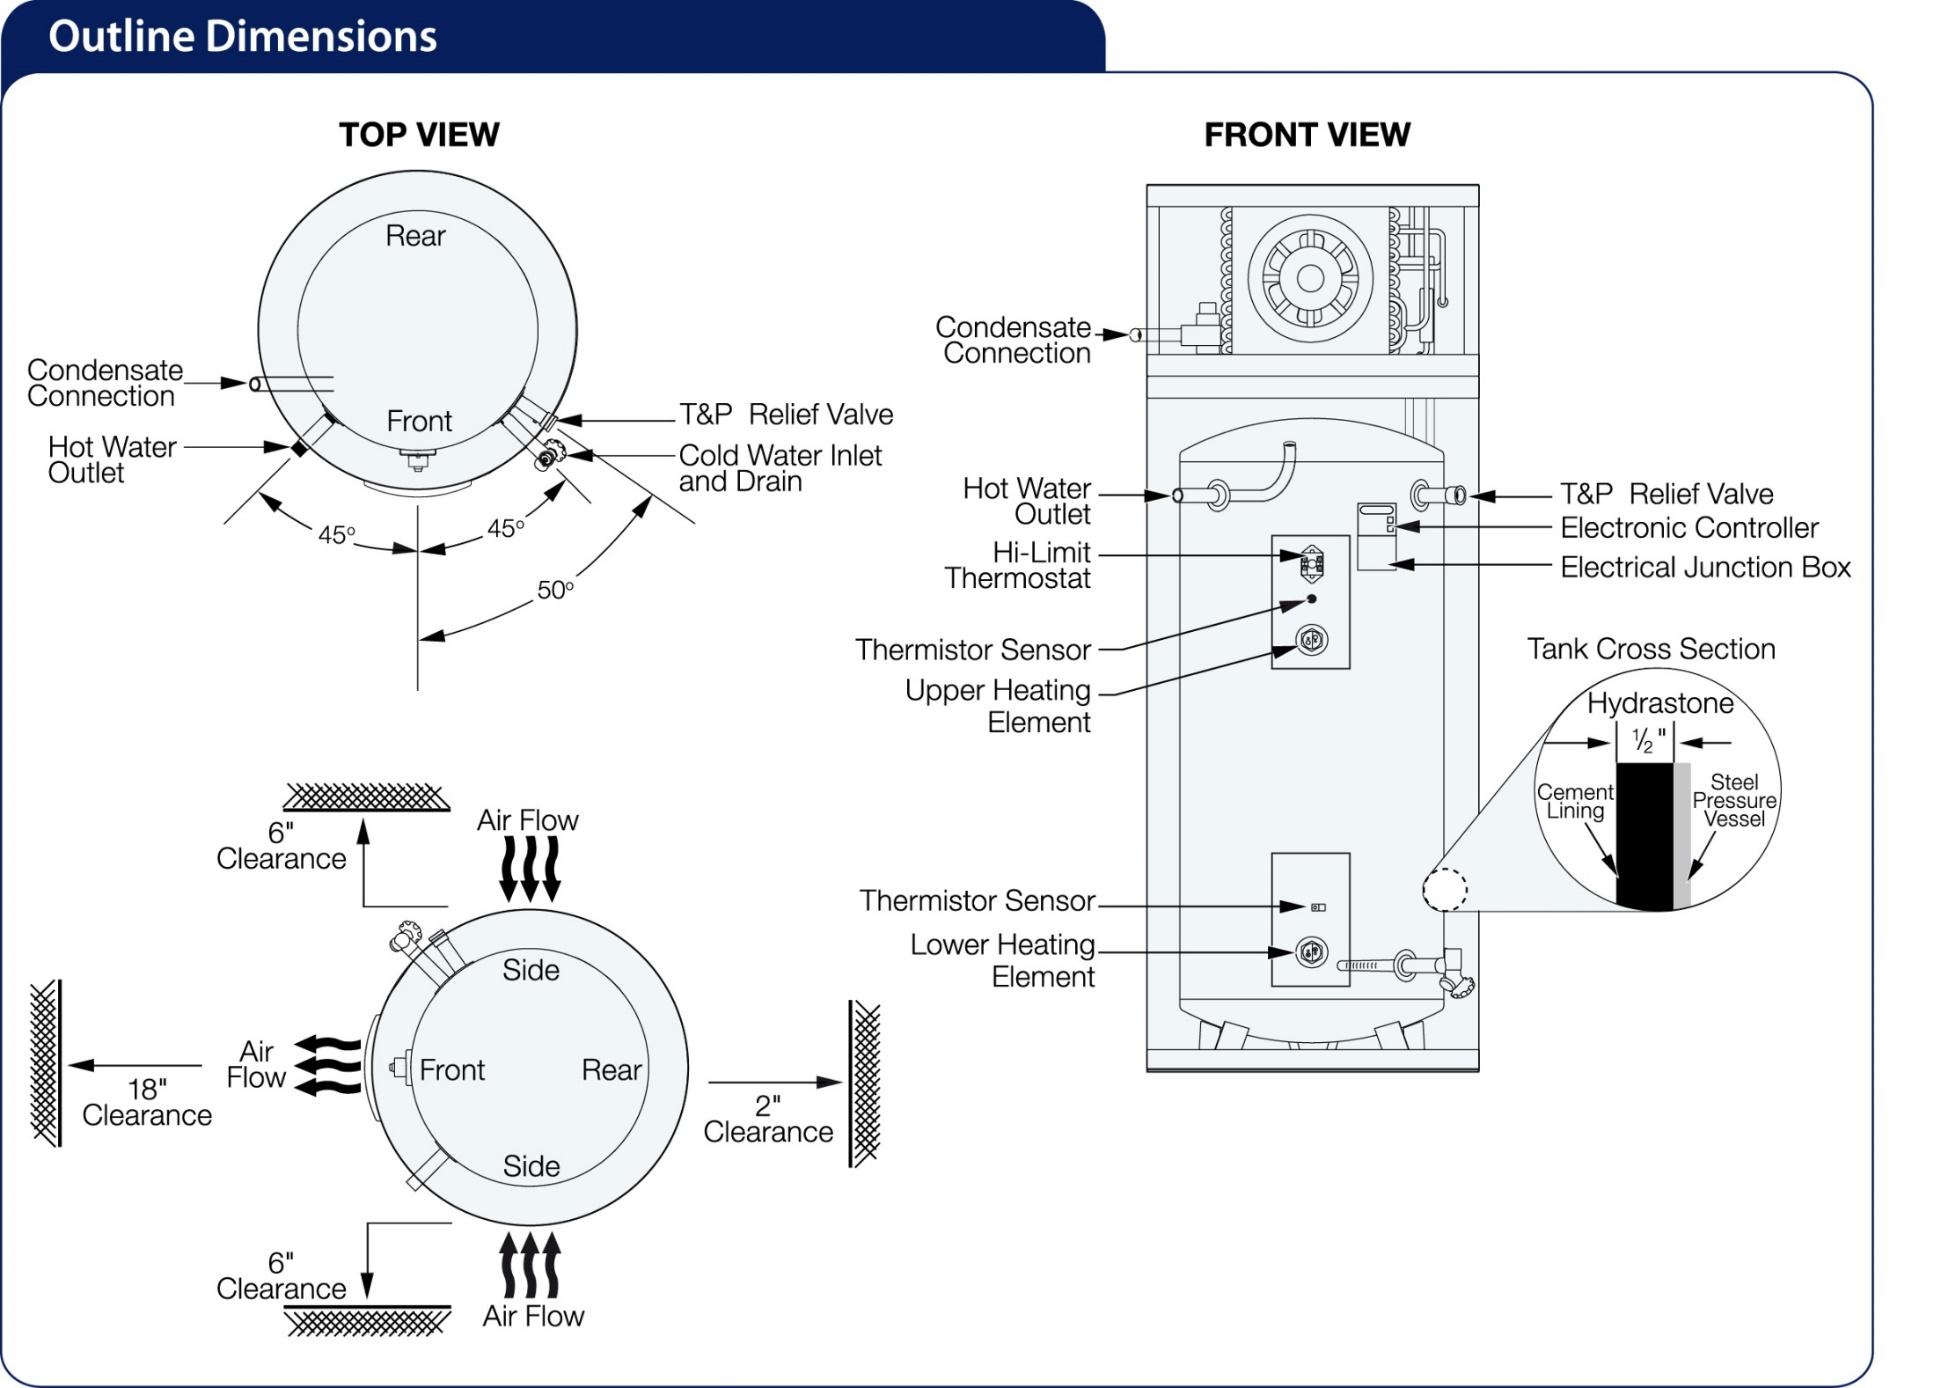 Outline Dimensions
TOP VIEW
Rear
Condensate
Connection
Front
Hot Water
Outlet
T&P Relief Valve
Cold Water Inlet
and Drain
45°
45°
50°
6"
Clearance
Air Flow
Side
Air
Flow
Front
Rear
18"
Clearance
2"
Clearance
Side
6"
Clearance
Air Flow
FRONT VIEW
Condensate
Connection
Hot Water
Outlet
Hi-Limit
Thermostat
Thermistor Sensor
Upper Heating
Element
Thermistor Sensor
Lower Heating
Element
T&P Relief Valve
Electronic Controller
Electrical Junction Box
Tank Cross Section
Hydrastone
½"
Cement
Lining
Steel
Pressure
Vessel